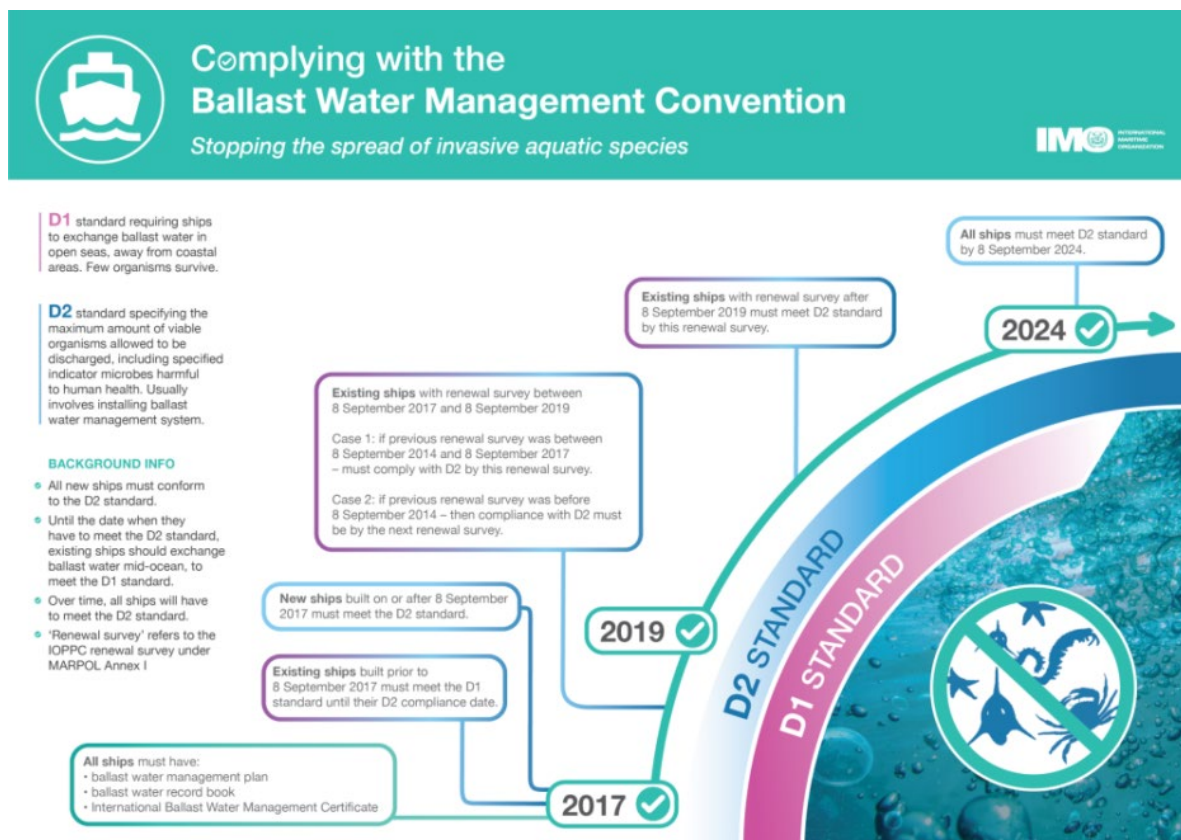 Complying with the
Ballast Water Management Convention
Stopping the spread of invasive aquatic species
IMO
INTERNATIONAL
MARITIME
ORGANIZATION
D1 standard requiring ships
to exchange ballast water in
open seas, away from coastal
areas. Few organisms survive.
D2 standard specifying the
maximum amount of viable
organisms allowed to be
discharged, including specified
indicator microbes harmful
to human health. Usually
involves installing ballast
water management system.
BACKGROUND INFO
All new ships must conform
to the D2 standard.
Until the date when they
have to meet the D2 standard,
existing ships should exchange
ballast water mid-ocean, to
meet the D1 standard.
Over time, all ships will have
to meet the D2 standard.
‘Renewal survey’ refers to the
IOPPC renewal survey under
MARPOL Annex I
All ships must meet D2 standard
by 8 September 2024.
2024
Existing ships with renewal survey after
8 September 2019 must meet D2 standard
by this renewal survey.
Existing ships with renewal survey between
8 September 2017 and 8 September 2019
Case 1: if previous renewal survey was between
8 September 2014 and 8 September 2017
– must comply with D2 by this renewal survey.
Case 2: if previous renewal survey was before
8 September 2014 – then compliance with D2 must
be by the next renewal survey.
2019
New ships built on or after 8 September
2017 must meet the D2 standard.
Existing ships built prior to
8 September 2017 must meet the D1
standard until their D2 compliance date.
All ships must have:
• ballast water management plan
• ballast water record book
• International Ballast Water Management Certificate
2017
D2 STANDARD
D1 STANDARD